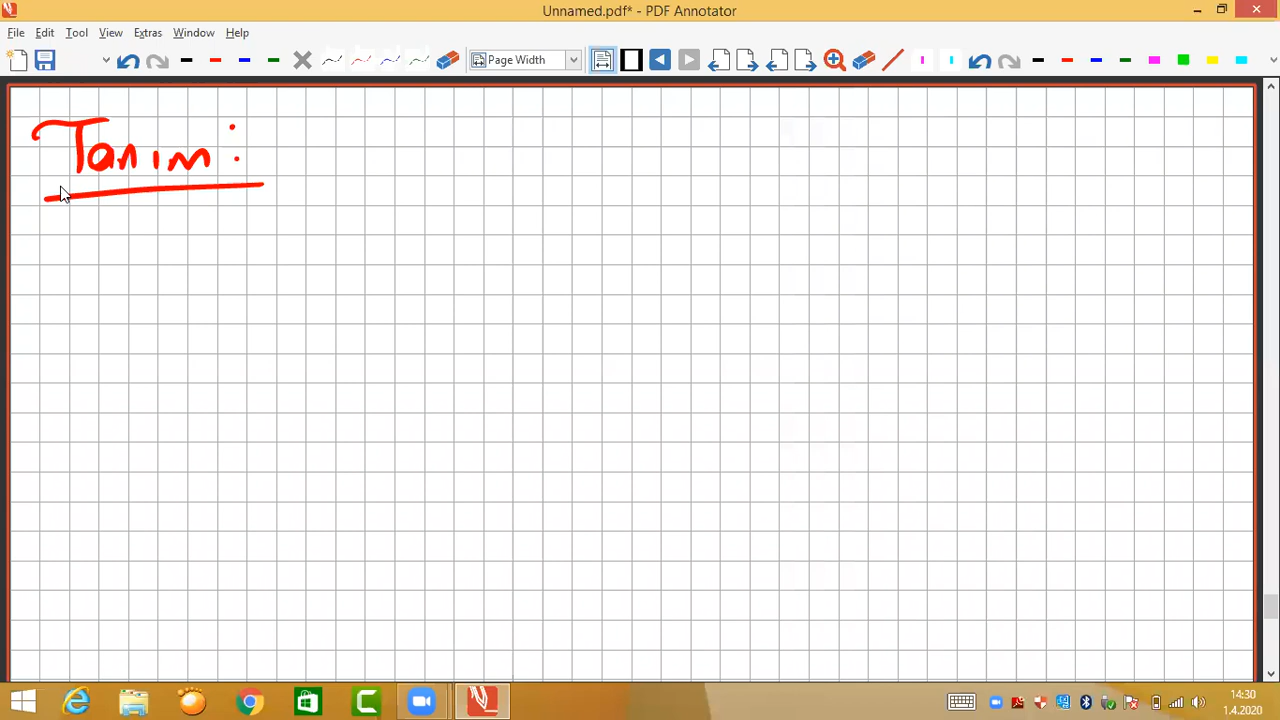 Unnamed.pdf* - PDF Annotator
File Edit Tool View Extras Window Help
Page Width
Tanım :
14:30
1.4.2020